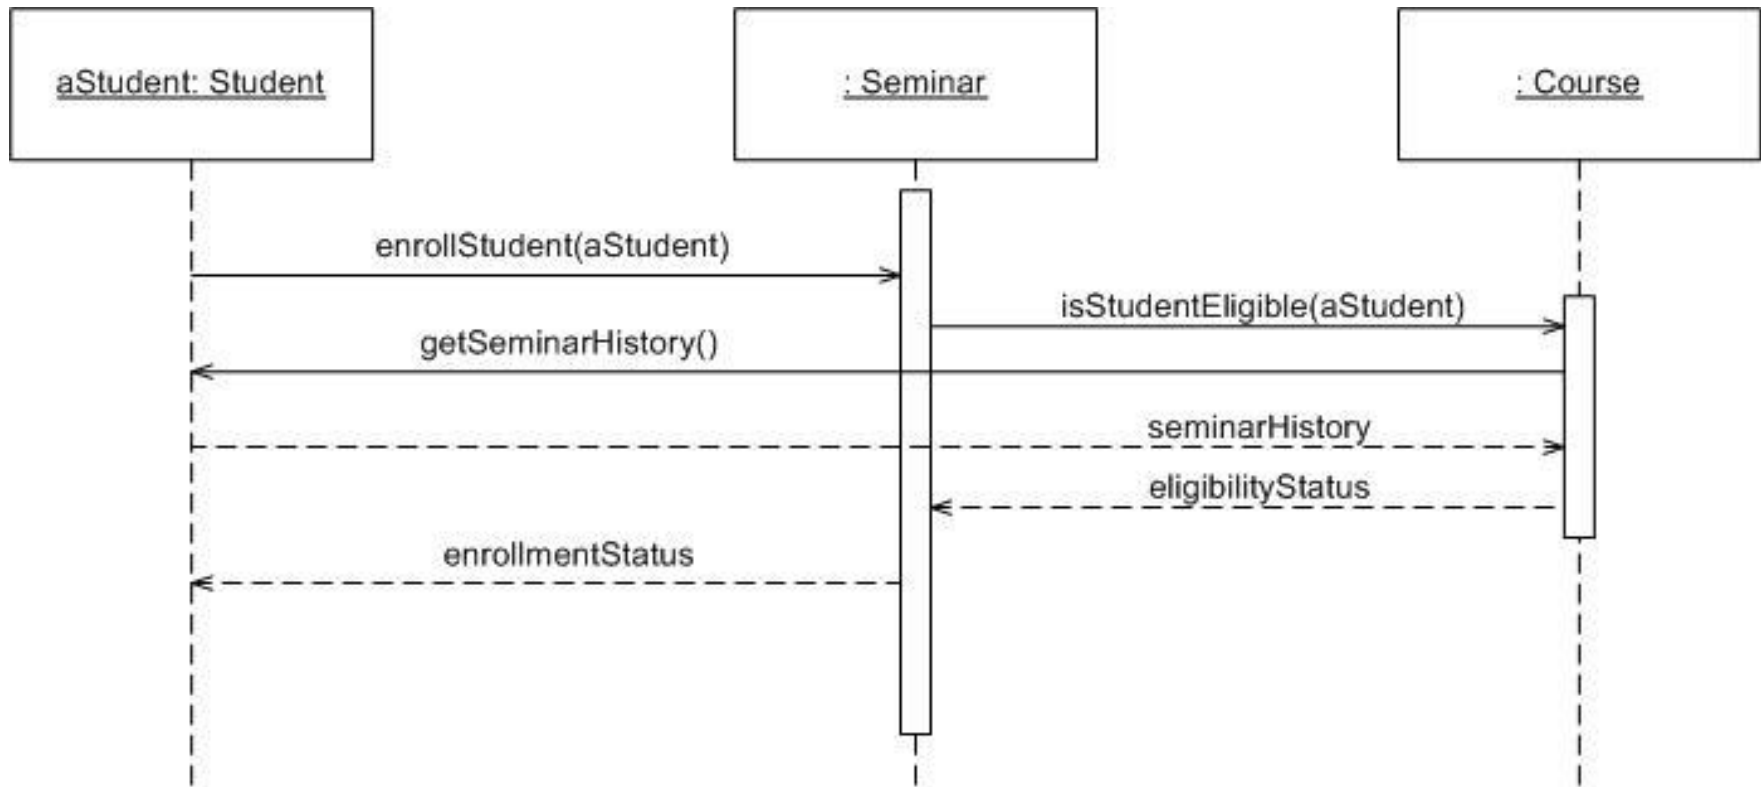 aStudent: Student
: Seminar
: Course
enrollStudent(aStudent)
isStudentEligible(aStudent)
getSeminarHistory()
seminarHistory
eligibilityStatus
enrollmentStatus